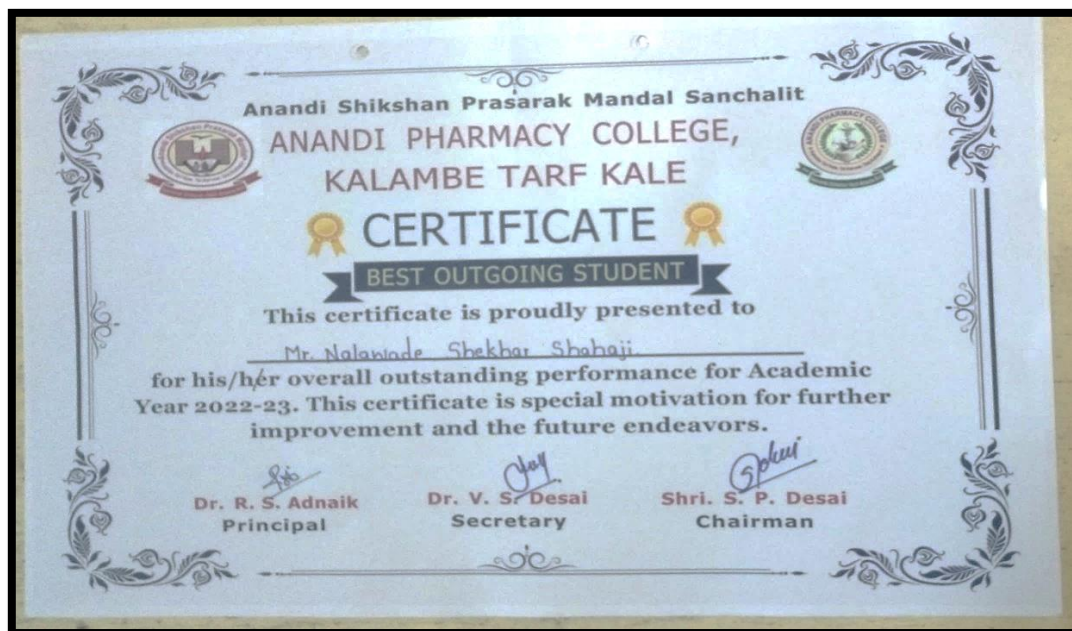 Anandi Shikshan Prasarak Mandal Sanchalit
ANANDI PHARMACY COLLEGE,
KALAMBE TARF KALE
CERTIFICATE
BEST OUTGOING STUDENT
This certificate is proudly presented to
Mr. Nalawade Shekhar Shahaji
for his/her overall outstanding performance for Academic
Year 2022-23. This certificate is special motivation for further
improvement and the future endeavors.
Dr. R. S. Adnaik
Principal
Dr. V. S. Desai
Secretary
Shri. S. P. Desai
Chairman